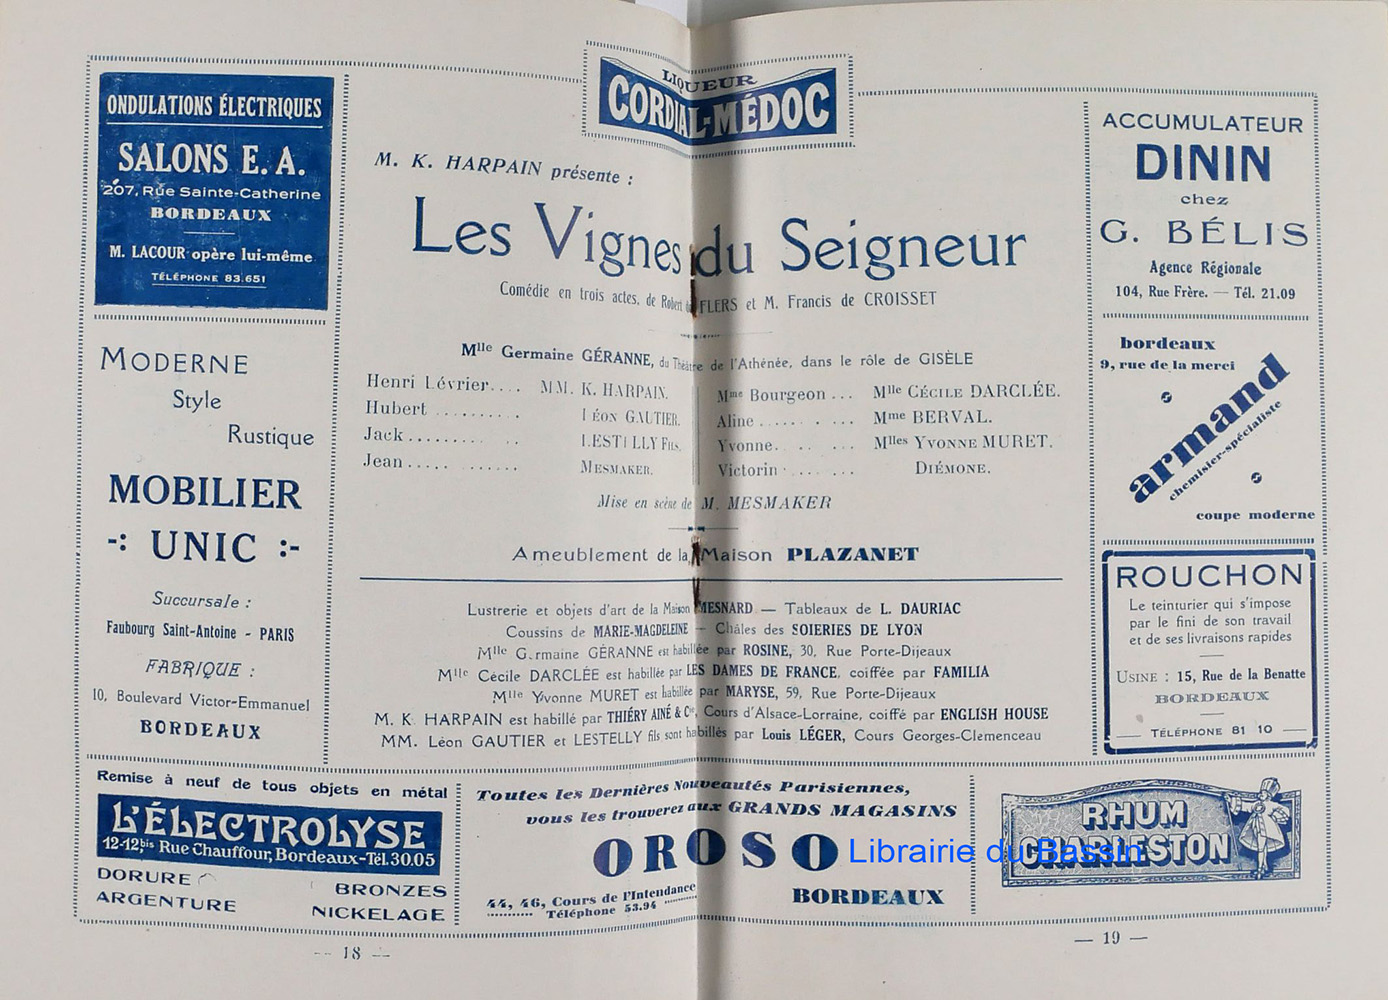 LIQUEUR
CORDIAL-MÉDOC
ONDULATIONS ÉLECTRIQUES
SALONS E. A.
207, Rue Sainte-Catherine
BORDEAUX
M. LACOUR opère lui-même
TÉLÉPHONE 83.651
MODERNE
Style
Rustique
MOBILIER
-: UNIC :-
Succursale :
Faubourg Saint-Antoine - PARIS
FABRIQUE :
10, Boulevard Victor-Emmanuel
BORDEAUX
M. K. HARPAIN présente :
Les Vignes du Seigneur
Comédie en trois actes, de Robert de FLERS et M. Francis de CROISSET
Mlle Germaine GÉRANNE, du Théâtre de l'Athénée, dans le rôle de GISÈLE
Henri Lévrier.... MM. K. HARPAIN.
Hubert .......... LÉON GAUTIER.
Jack......... .. LESTELLY FILS.
Jean..... ....... MESMAKER.
Mme Bourgeon ... Mlle CÉCILE DARCLÉE.
Aline ...... . ... Mme BERVAL.
Yvonne.. .. ... Mlles YVONNE MURET.
Victorin ..... ... DIÉMONE.
Mise en scène de M. MESMAKER
Ameublement de la Maison PLAZANET
Lustrerie et objets d'art de la Maison MESNARD — Tableaux de L. DAURIAC
Coussins de MARIE-MAGDELEINE — Châles des SOIERIES DE LYON
Mlle Germaine GÉRANNE est habillée par ROSINE, 30, Rue Porte-Dijeaux
Mlle Cécile DARCLÉE est habillée par LES DAMES DE FRANCE, coiffée par FAMILIA
Mlle Yvonne MURET est habillée par MARYSE, 59, Rue Porte-Dijeaux
M. K. HARPAIN est habillé par THIÉRY AINÉ & Cie, Cours d'Alsace-Lorraine, coiffé par ENGLISH HOUSE
MM. Léon GAUTIER et LESTELLY fils sont habillés par Louis LÉGER, Cours Georges-Clemenceau
ACCUMULATEUR
DININ
chez
G. BÉLIS
Agence Régionale
104, Rue Frère. — Tél. 21.09
bordeaux
9, rue de la merci
armand
chemisier-spécialiste
coupe moderne
ROUCHON
Le teinturier qui s'impose
par le fini de son travail
et de ses livraisons rapides
USINE : 15, Rue de la Benatte
BORDEAUX
— TÉLÉPHONE 81 10 —
Remise à neuf de tous objets en métal
L'ÉLECTROLYSE
12-12bis Rue Chauffour, Bordeaux-Tél. 30.05
DORURE
ARGENTURE
BRONZES
NICKELAGE
Toutes les Dernières Nouveautés Parisiennes,
vous les trouverez aux GRANDS MAGASINS
OROSO
44, 46, Cours de l'Intendance
Téléphone 53.94
BORDEAUX
RHUM
CHARLESTON
Librairie du Bassin
-- 18 --
— 19 —